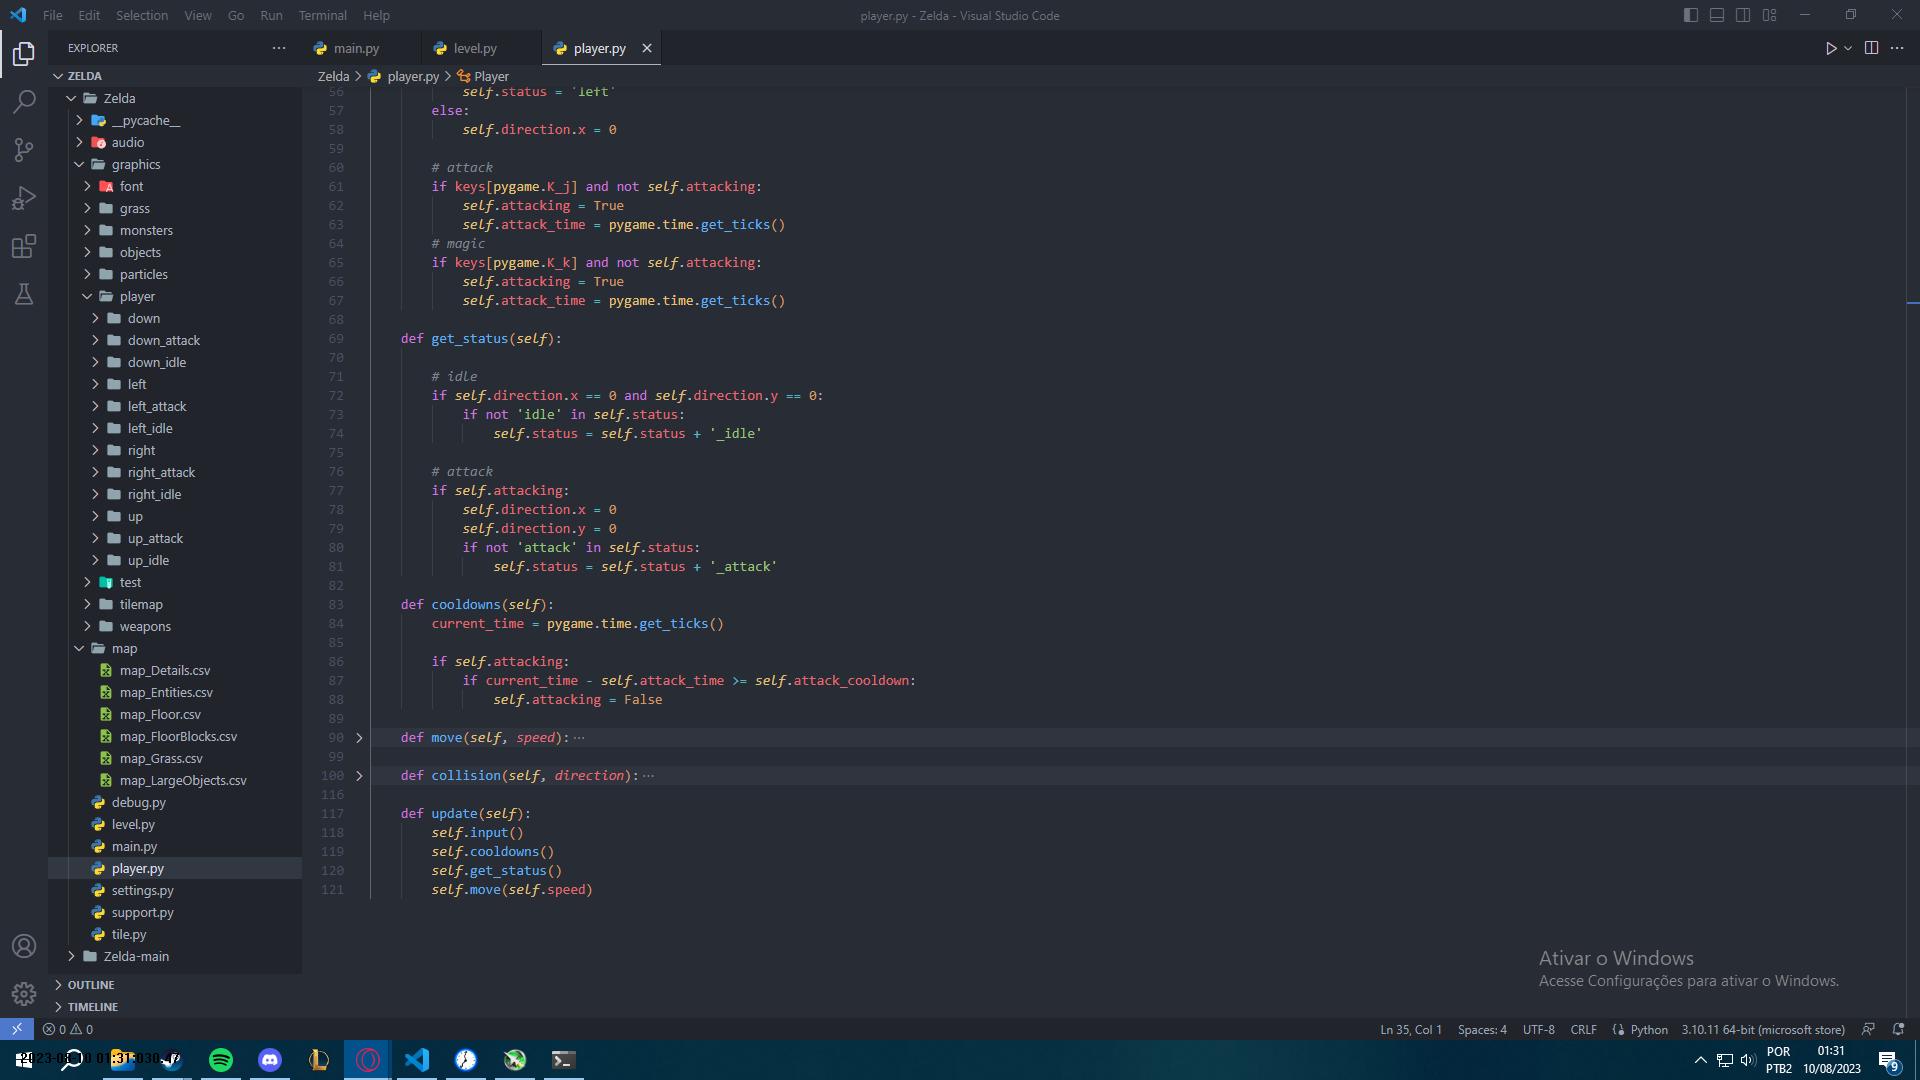 File Edit Selection View Go Run Terminal Help
player.py - Zelda - Visual Studio Code
EXPLORER
main.py
level.py
player.py
ZELDA
Zelda
__pycache__
audio
graphics
font
grass
monsters
objects
particles
player
down
down_attack
down_idle
left
left_attack
left_idle
right
right_attack
right_idle
up
up_attack
up_idle
test
tilemap
weapons
map
map_Details.csv
map_Entities.csv
map_Floor.csv
map_FloorBlocks.csv
map_Grass.csv
map_LargeObjects.csv
debug.py
level.py
main.py
player.py
settings.py
support.py
tile.py
Zelda-main
OUTLINE
TIMELINE
Zelda > player.py > Player
56 self.status = 'left'
57 else:
58 self.direction.x = 0
59
60 # attack
61 if keys[pygame.K_j] and not self.attacking:
62 self.attacking = True
63 self.attack_time = pygame.time.get_ticks()
64 # magic
65 if keys[pygame.K_k] and not self.attacking:
66 self.attacking = True
67 self.attack_time = pygame.time.get_ticks()
68
69 def get_status(self):
70
71 # idle
72 if self.direction.x == 0 and self.direction.y == 0:
73 if not 'idle' in self.status:
74 self.status = self.status + '_idle'
75
76 # attack
77 if self.attacking:
78 self.direction.x = 0
79 self.direction.y = 0
80 if not 'attack' in self.status:
81 self.status = self.status + '_attack'
82
83 def cooldowns(self):
84 current_time = pygame.time.get_ticks()
85
86 if self.attacking:
87 if current_time - self.attack_time >= self.attack_cooldown:
88 self.attacking = False
89
90 def move(self, speed): ···
99
100 def collision(self, direction): ···
116
117 def update(self):
118 self.input()
119 self.cooldowns()
120 self.get_status()
121 self.move(self.speed)
Ativar o Windows
Acesse Configurações para ativar o Windows.
0 0
Ln 35, Col 1 Spaces: 4 UTF-8 CRLF Python 3.10.11 64-bit (microsoft store)
POR
PTB2
01:31
10/08/2023
9